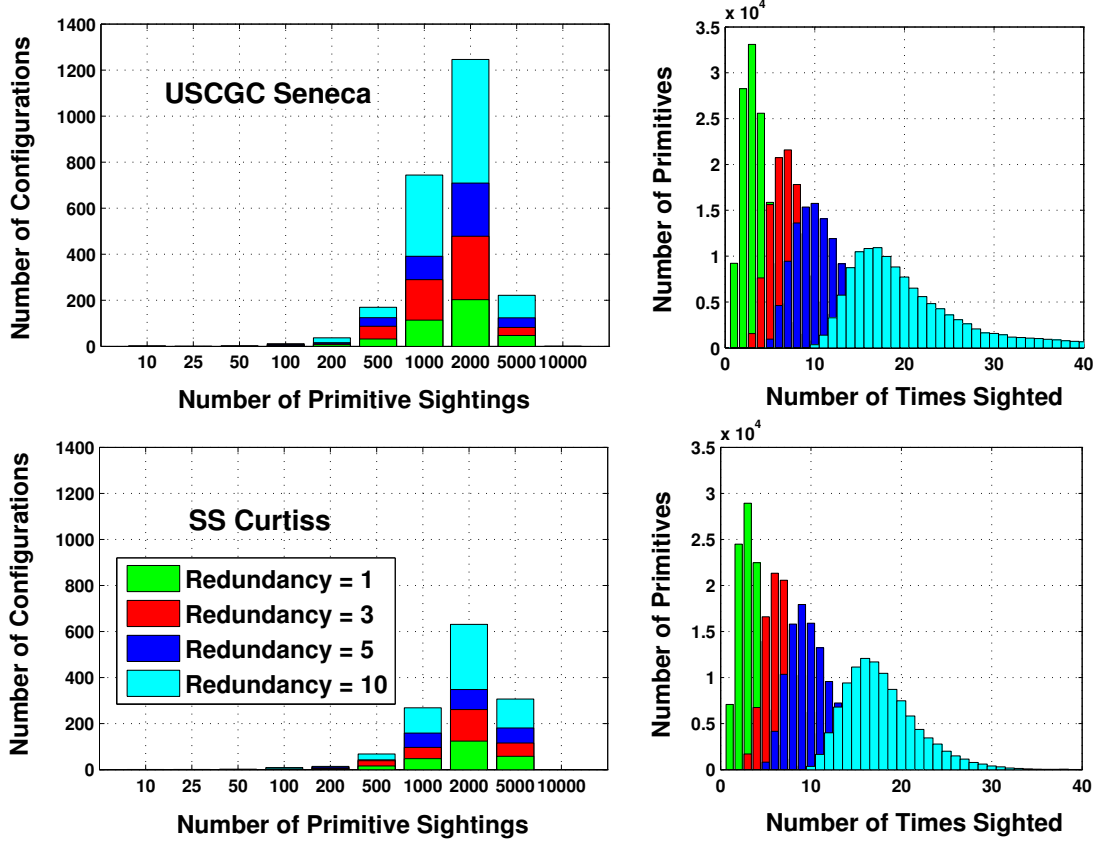 1400
1200
1000
800
600
400
200
0
Number of Configurations
USCGC Seneca
10 25 50 100 200 500 1000 2000 5000 10000
Number of Primitive Sightings
x 10^4
3.5
3
2.5
2
1.5
1
0.5
0
Number of Primitives
0 10 20 30 40
Number of Times Sighted
1400
1200
1000
800
600
400
200
0
Number of Configurations
SS Curtiss
Redundancy = 1
Redundancy = 3
Redundancy = 5
Redundancy = 10
10 25 50 100 200 500 1000 2000 5000 10000
Number of Primitive Sightings
x 10^4
3.5
3
2.5
2
1.5
1
0.5
0
Number of Primitives
0 10 20 30 40
Number of Times Sighted